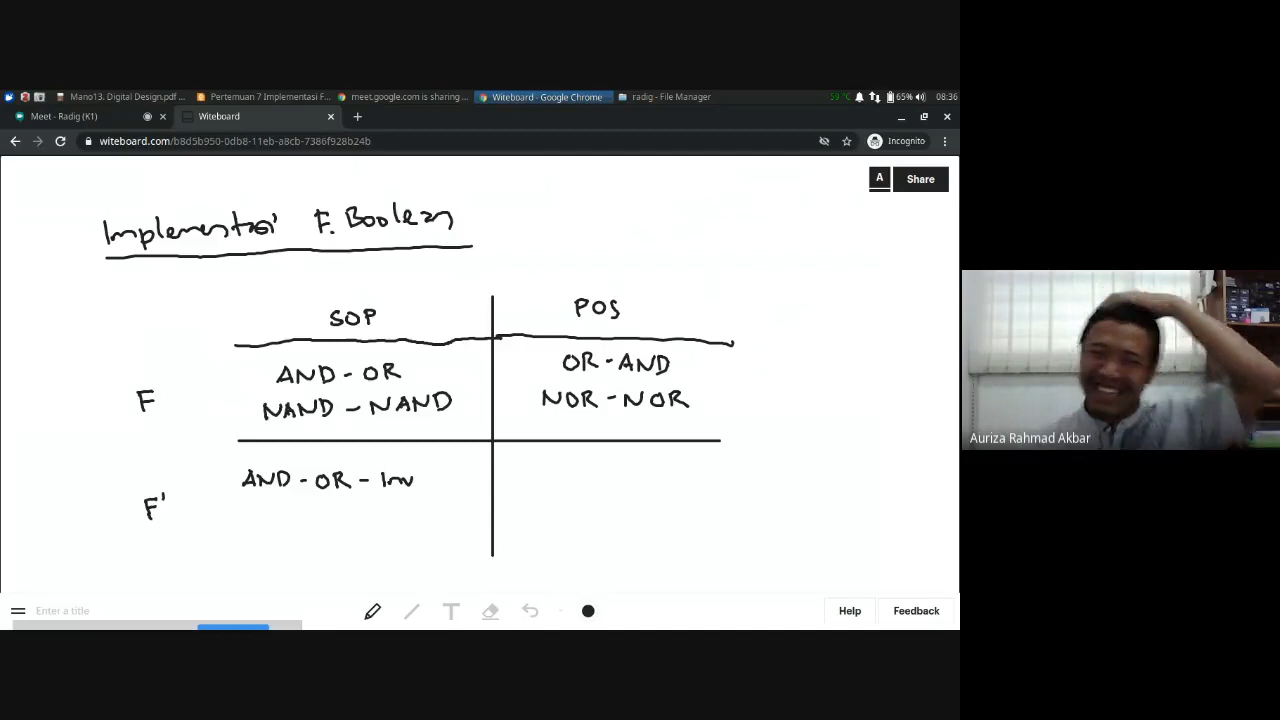 Mano13. Digital Design.pdf ...
Pertemuan 7 Implementasi F...
meet.google.com is sharing ...
Witeboard - Google Chrome
radig - File Manager
59 °C
65%
08:36
Meet - Radig (K1)
Witeboard
witeboard.com/b8d5b950-0db8-11eb-a8cb-7386f928b24b
Incognito
A
Share
Implementasi F. Boolean
SOP
POS
AND - OR
OR - AND
F
NAND - NAND
NOR - NOR
AND - OR - Inv
F'
Auriza Rahmad Akbar
Enter a title
T
Help
Feedback